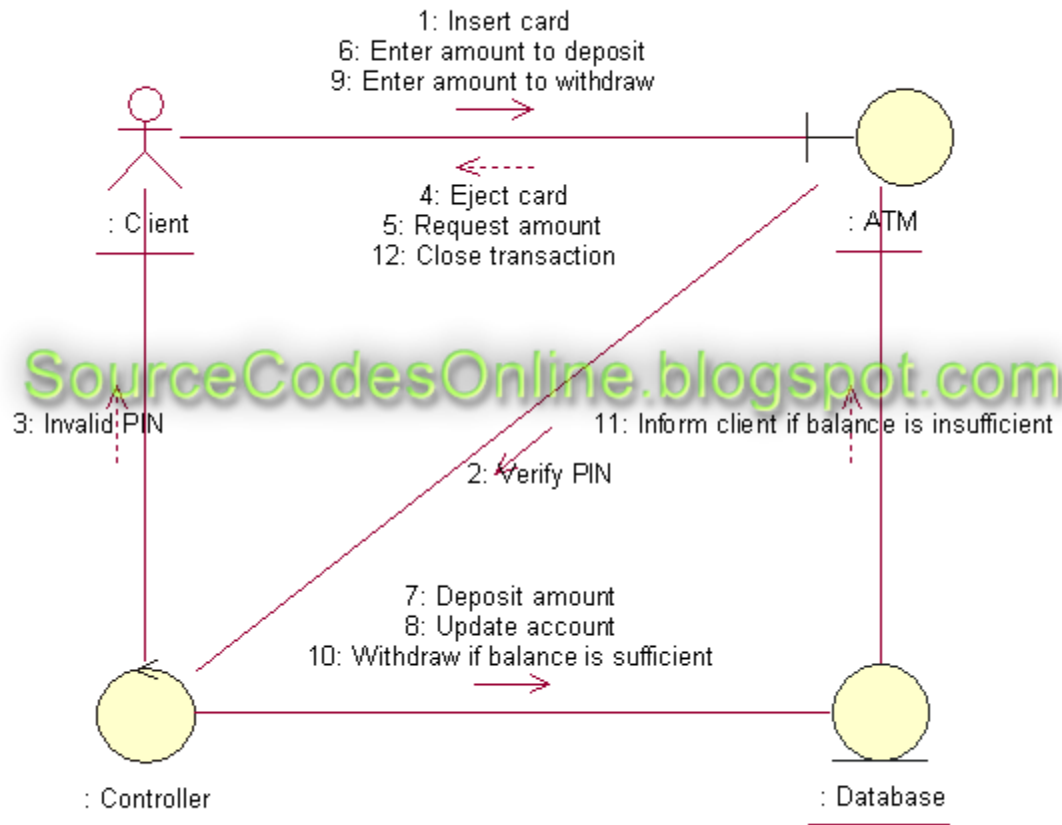 1: Insert card
6: Enter amount to deposit
9: Enter amount to withdraw
4: Eject card
5: Request amount
12: Close transaction
: Client
: ATM
SourceCodesOnline.blogspot.com
3: Invalid PIN
11: Inform client if balance is insufficient
2: Verify PIN
7: Deposit amount
8: Update account
10: Withdraw if balance is sufficient
: Controller
: Database